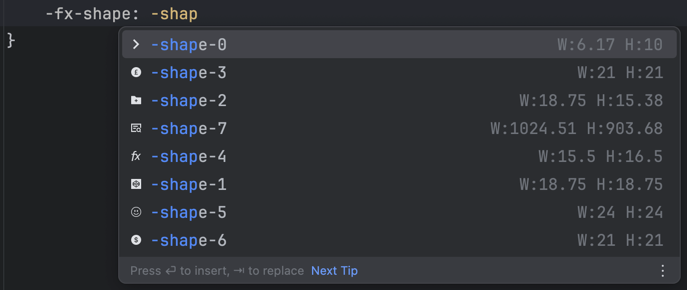 -fx-shape: -shap
}
-shape-0 W:6.17 H:10
-shape-3 W:21 H:21
-shape-2 W:18.75 H:15.38
-shape-7 W:1024.51 H:903.68
fx -shape-4 W:15.5 H:16.5
-shape-1 W:18.75 H:18.75
-shape-5 W:24 H:24
$ -shape-6 W:21 H:21
Press ⏎ to insert, ⇥ to replace Next Tip